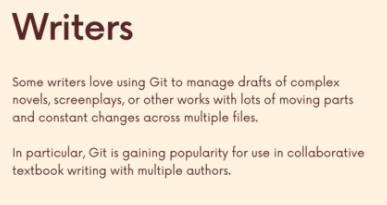 Writers
Some writers love using Git to manage drafts of complex
novels, screenplays, or other works with lots of moving parts
and constant changes across multiple files.
In particular, Git is gaining popularity for use in collaborative
textbook writing with multiple authors.